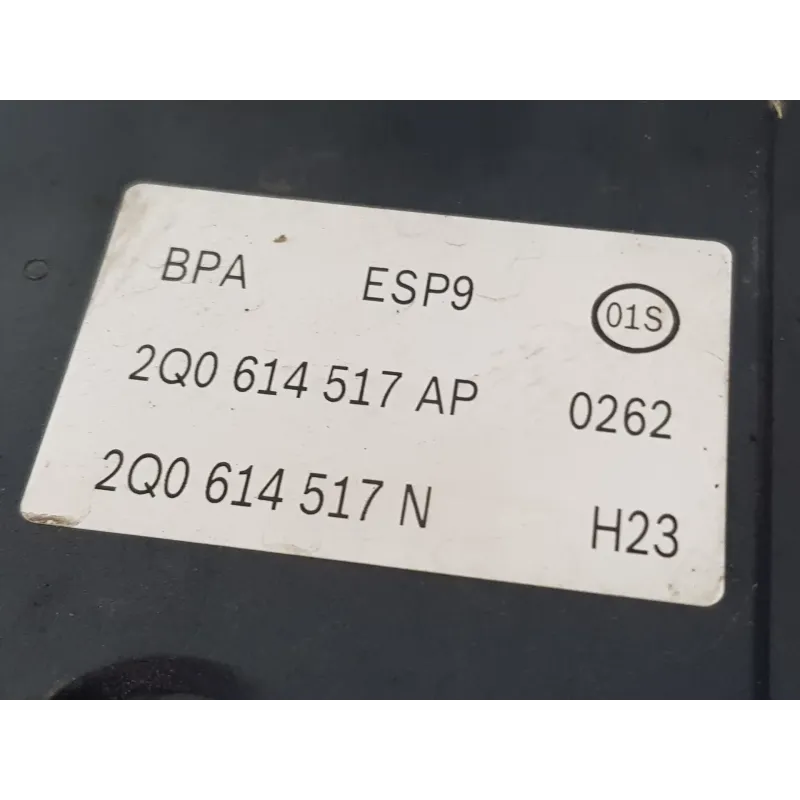 BPA ESP9 01S
2Q0 614 517 AP 0262
2Q0 614 517 N H23